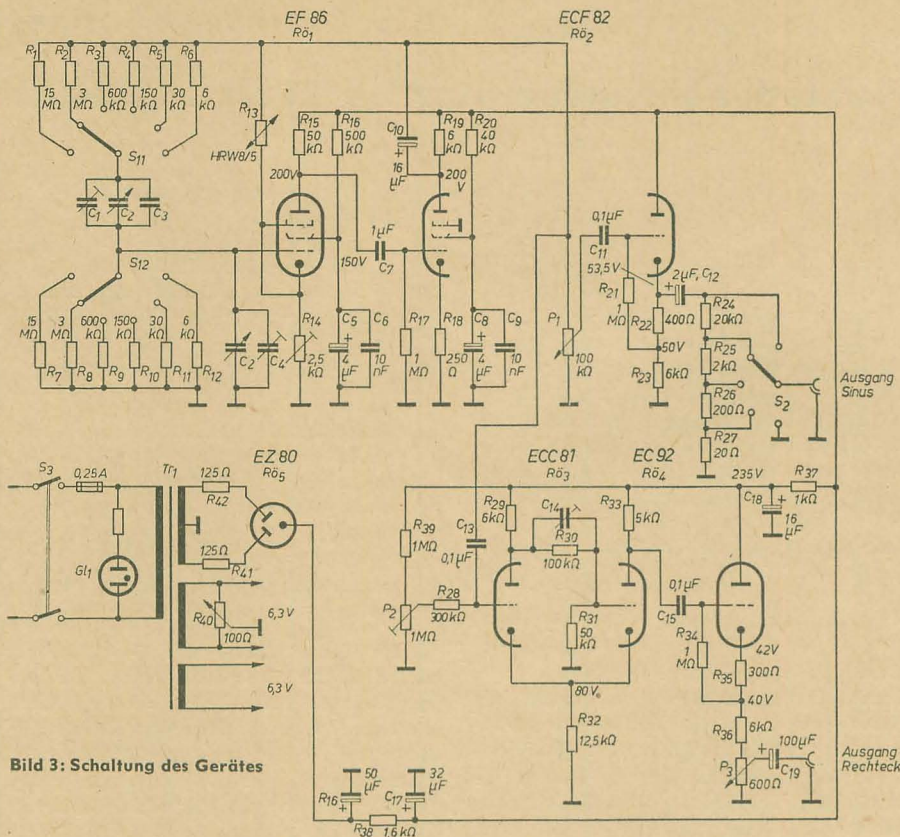 EF 86
Rö1
ECF 82
Rö2
R1
R2
R3
R4
R5
R6
15 MΩ
3 MΩ
600 kΩ
150 kΩ
30 kΩ
6 kΩ
S11
C1
C2
C3
S12
15 MΩ
3 MΩ
600 kΩ
150 kΩ
30 kΩ
6 kΩ
R7
R8
R9
R10
R11
R12
C2
C4
R13
HRW8/5
R15
50 kΩ
R16
500 kΩ
200V
150V
R14
2,5 kΩ
C5
4 µF
C6
10 nF
C10
16 µF
1µF
C7
R19
6 kΩ
R20
40 kΩ
200 V
R17
1 MΩ
R18
250 Ω
C8
4 µF
C9
10 nF
P1
100 kΩ
0,1µF
C11
53,5V
R21
1 MΩ
R22
400Ω
50V
R23
6kΩ
2µF, C12
R24
20kΩ
R25
2kΩ
R26
200Ω
R27
20Ω
S2
Ausgang
Sinus
S3
0,25A
Gl1
Tr1
125Ω
R42
125Ω
R41
EZ 80
Rö5
R40
100Ω
6,3V
6,3V
ECC 81
Rö3
EC 92
Rö4
R39
1MΩ
P2
1MΩ
C13
0,1µF
R28
300kΩ
R29
6kΩ
C14
R30
100kΩ
R31
50 kΩ
80V
R32
12,5kΩ
R33
5kΩ
0,1µF
C15
R34
1 MΩ
235V
C18
16 µF
R37
1kΩ
42V
R35
300Ω
40V
R36
6kΩ
P3
600Ω
100µF
C19
Ausgang
Rechteck
50 µF
R16
R38
1,6kΩ
C17
32 µF
Bild 3: Schaltung des Gerätes